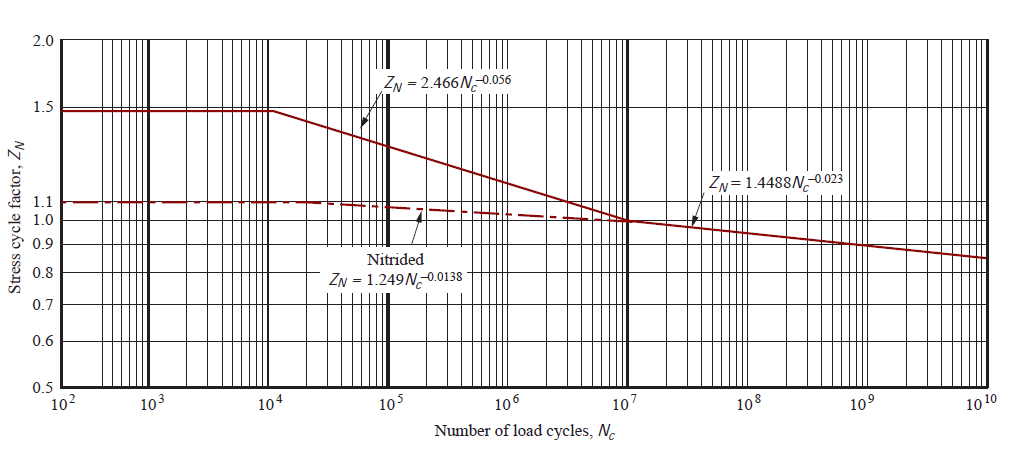 2.0
Z_N = 2.466N_c^−0.056
1.5
Z_N = 1.4488N_c^−0.023
1.1
1.0
0.9
Nitrided
0.8
Z_N = 1.249N_c^−0.0138
0.7
0.6
0.5
Stress cycle factor, Z_N
10^2 10^3 10^4 10^5 10^6 10^7 10^8 10^9 10^10
Number of load cycles, N_c